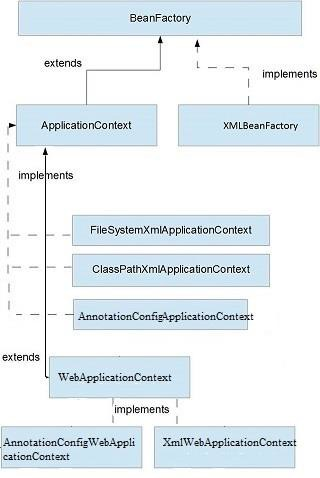 BeanFactory
extends
implements
ApplicationContext
XMLBeanFactory
implements
FileSystemXmlApplicationContext
ClassPathXmlApplicationContext
AnnotationConfigApplicationContext
extends
WebApplicationContext
implements
AnnotationConfigWebAppli
cationContext
XmlWebApplicationContext